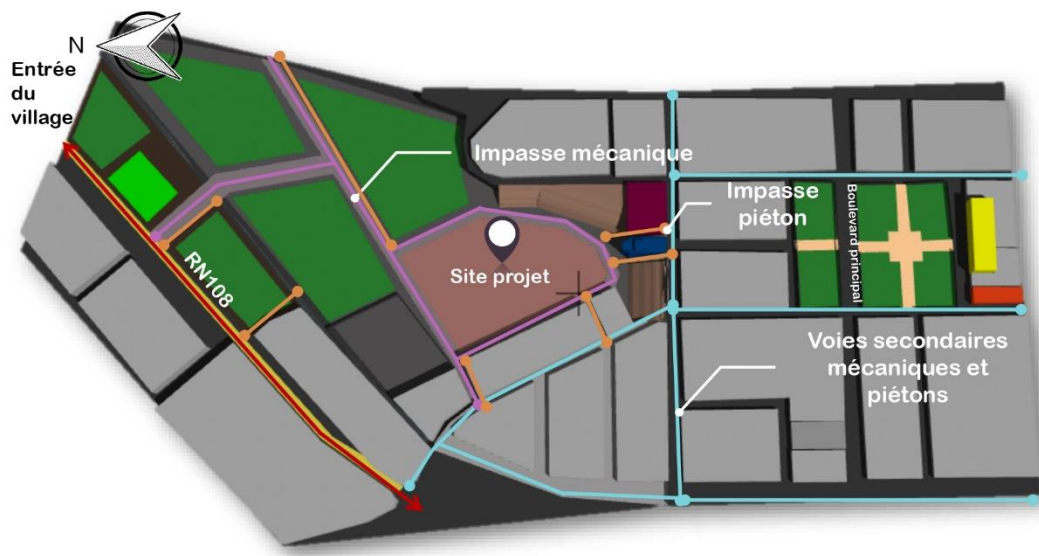 N
Entrée
du
village
Impasse mécanique
Impasse
piéton
Boulevard principal
Site projet
RN108
Voies secondaires
mécaniques et
piétons